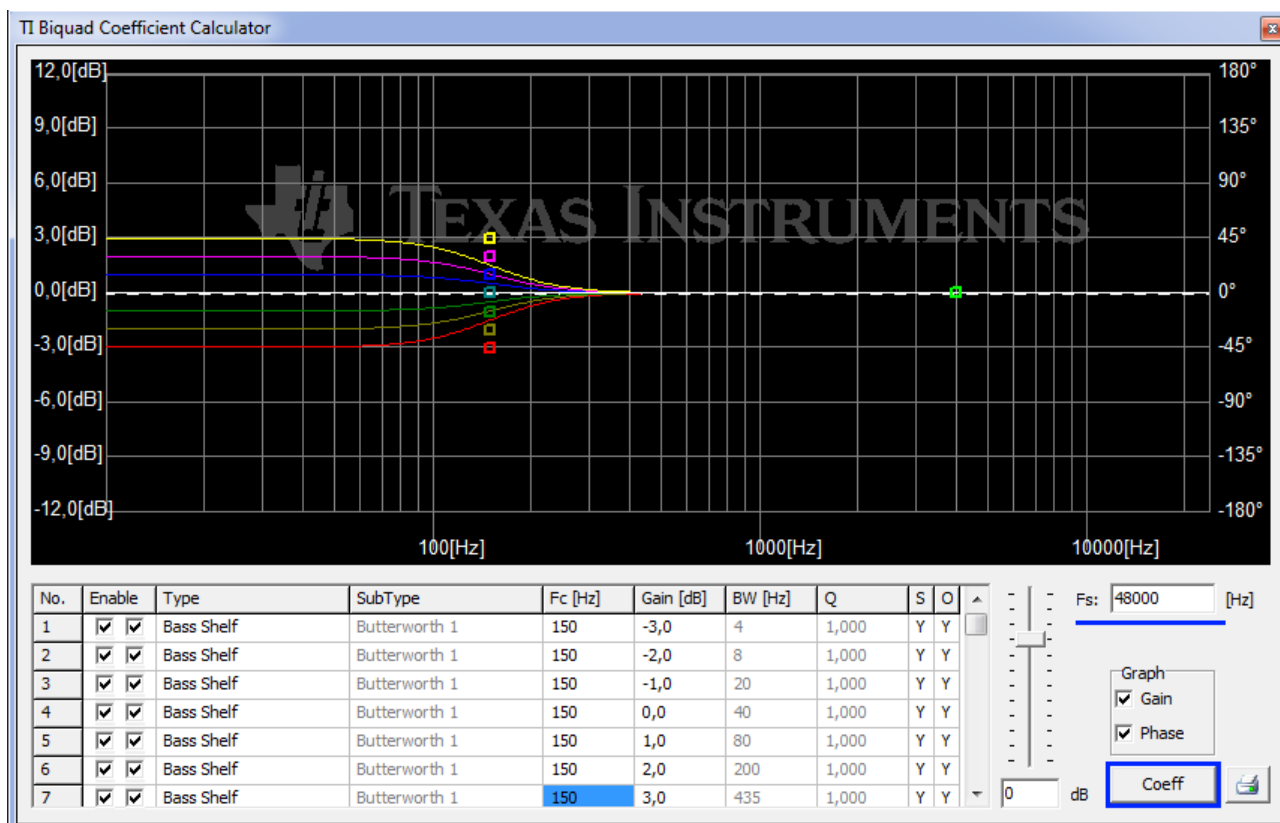 TI Biquad Coefficient Calculator
12,0[dB] 180°
9,0[dB] 135°
6,0[dB] 90°
TEXAS INSTRUMENTS
3,0[dB] 45°
0,0[dB] 0°
-3,0[dB] -45°
-6,0[dB] -90°
-9,0[dB] -135°
-12,0[dB] -180°
100[Hz] 1000[Hz] 10000[Hz]
No. Enable Type SubType Fc [Hz] Gain [dB] BW [Hz] Q S O
1 Bass Shelf Butterworth 1 150 -3,0 4 1,000 Y Y
2 Bass Shelf Butterworth 1 150 -2,0 8 1,000 Y Y
3 Bass Shelf Butterworth 1 150 -1,0 20 1,000 Y Y
4 Bass Shelf Butterworth 1 150 0,0 40 1,000 Y Y
5 Bass Shelf Butterworth 1 150 1,0 80 1,000 Y Y
6 Bass Shelf Butterworth 1 150 2,0 200 1,000 Y Y
7 Bass Shelf Butterworth 1 150 3,0 435 1,000 Y Y
0 dB
Fs: 48000 [Hz]
Graph
Gain
Phase
Coeff